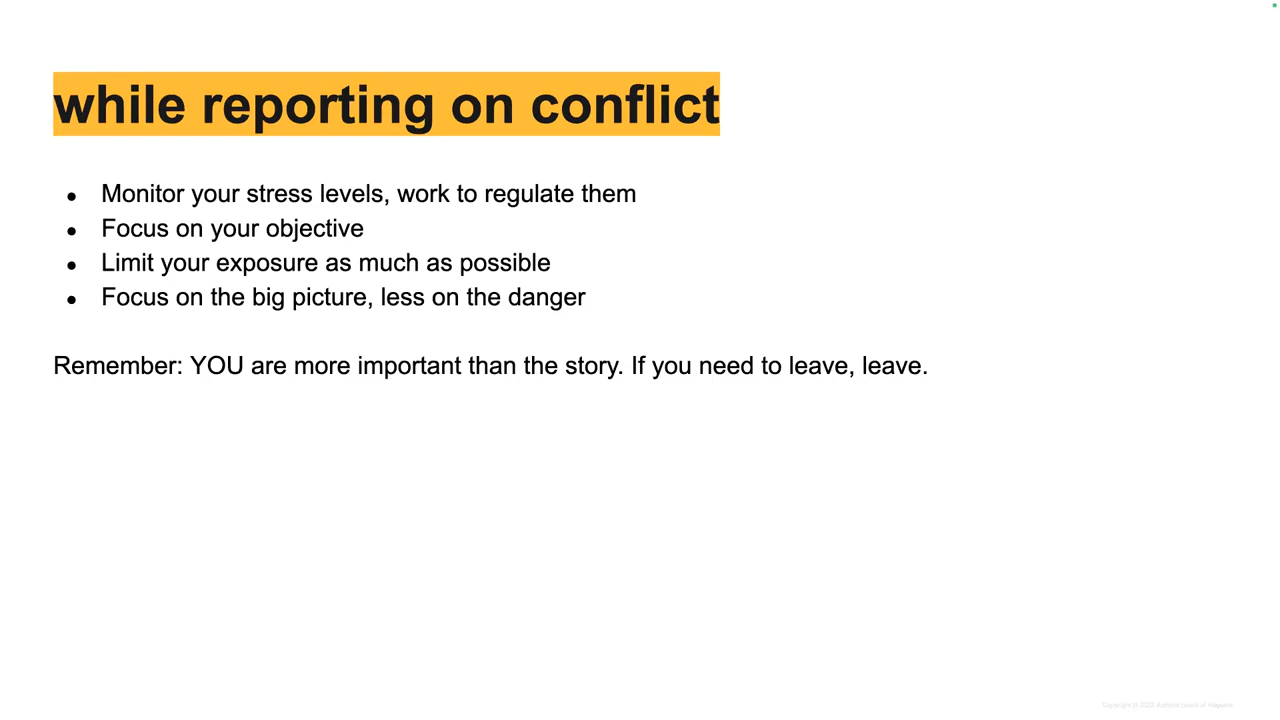 while reporting on conflict
● Monitor your stress levels, work to regulate them
● Focus on your objective
● Limit your exposure as much as possible
● Focus on the big picture, less on the danger
Remember: YOU are more important than the story. If you need to leave, leave.
Copyright ©